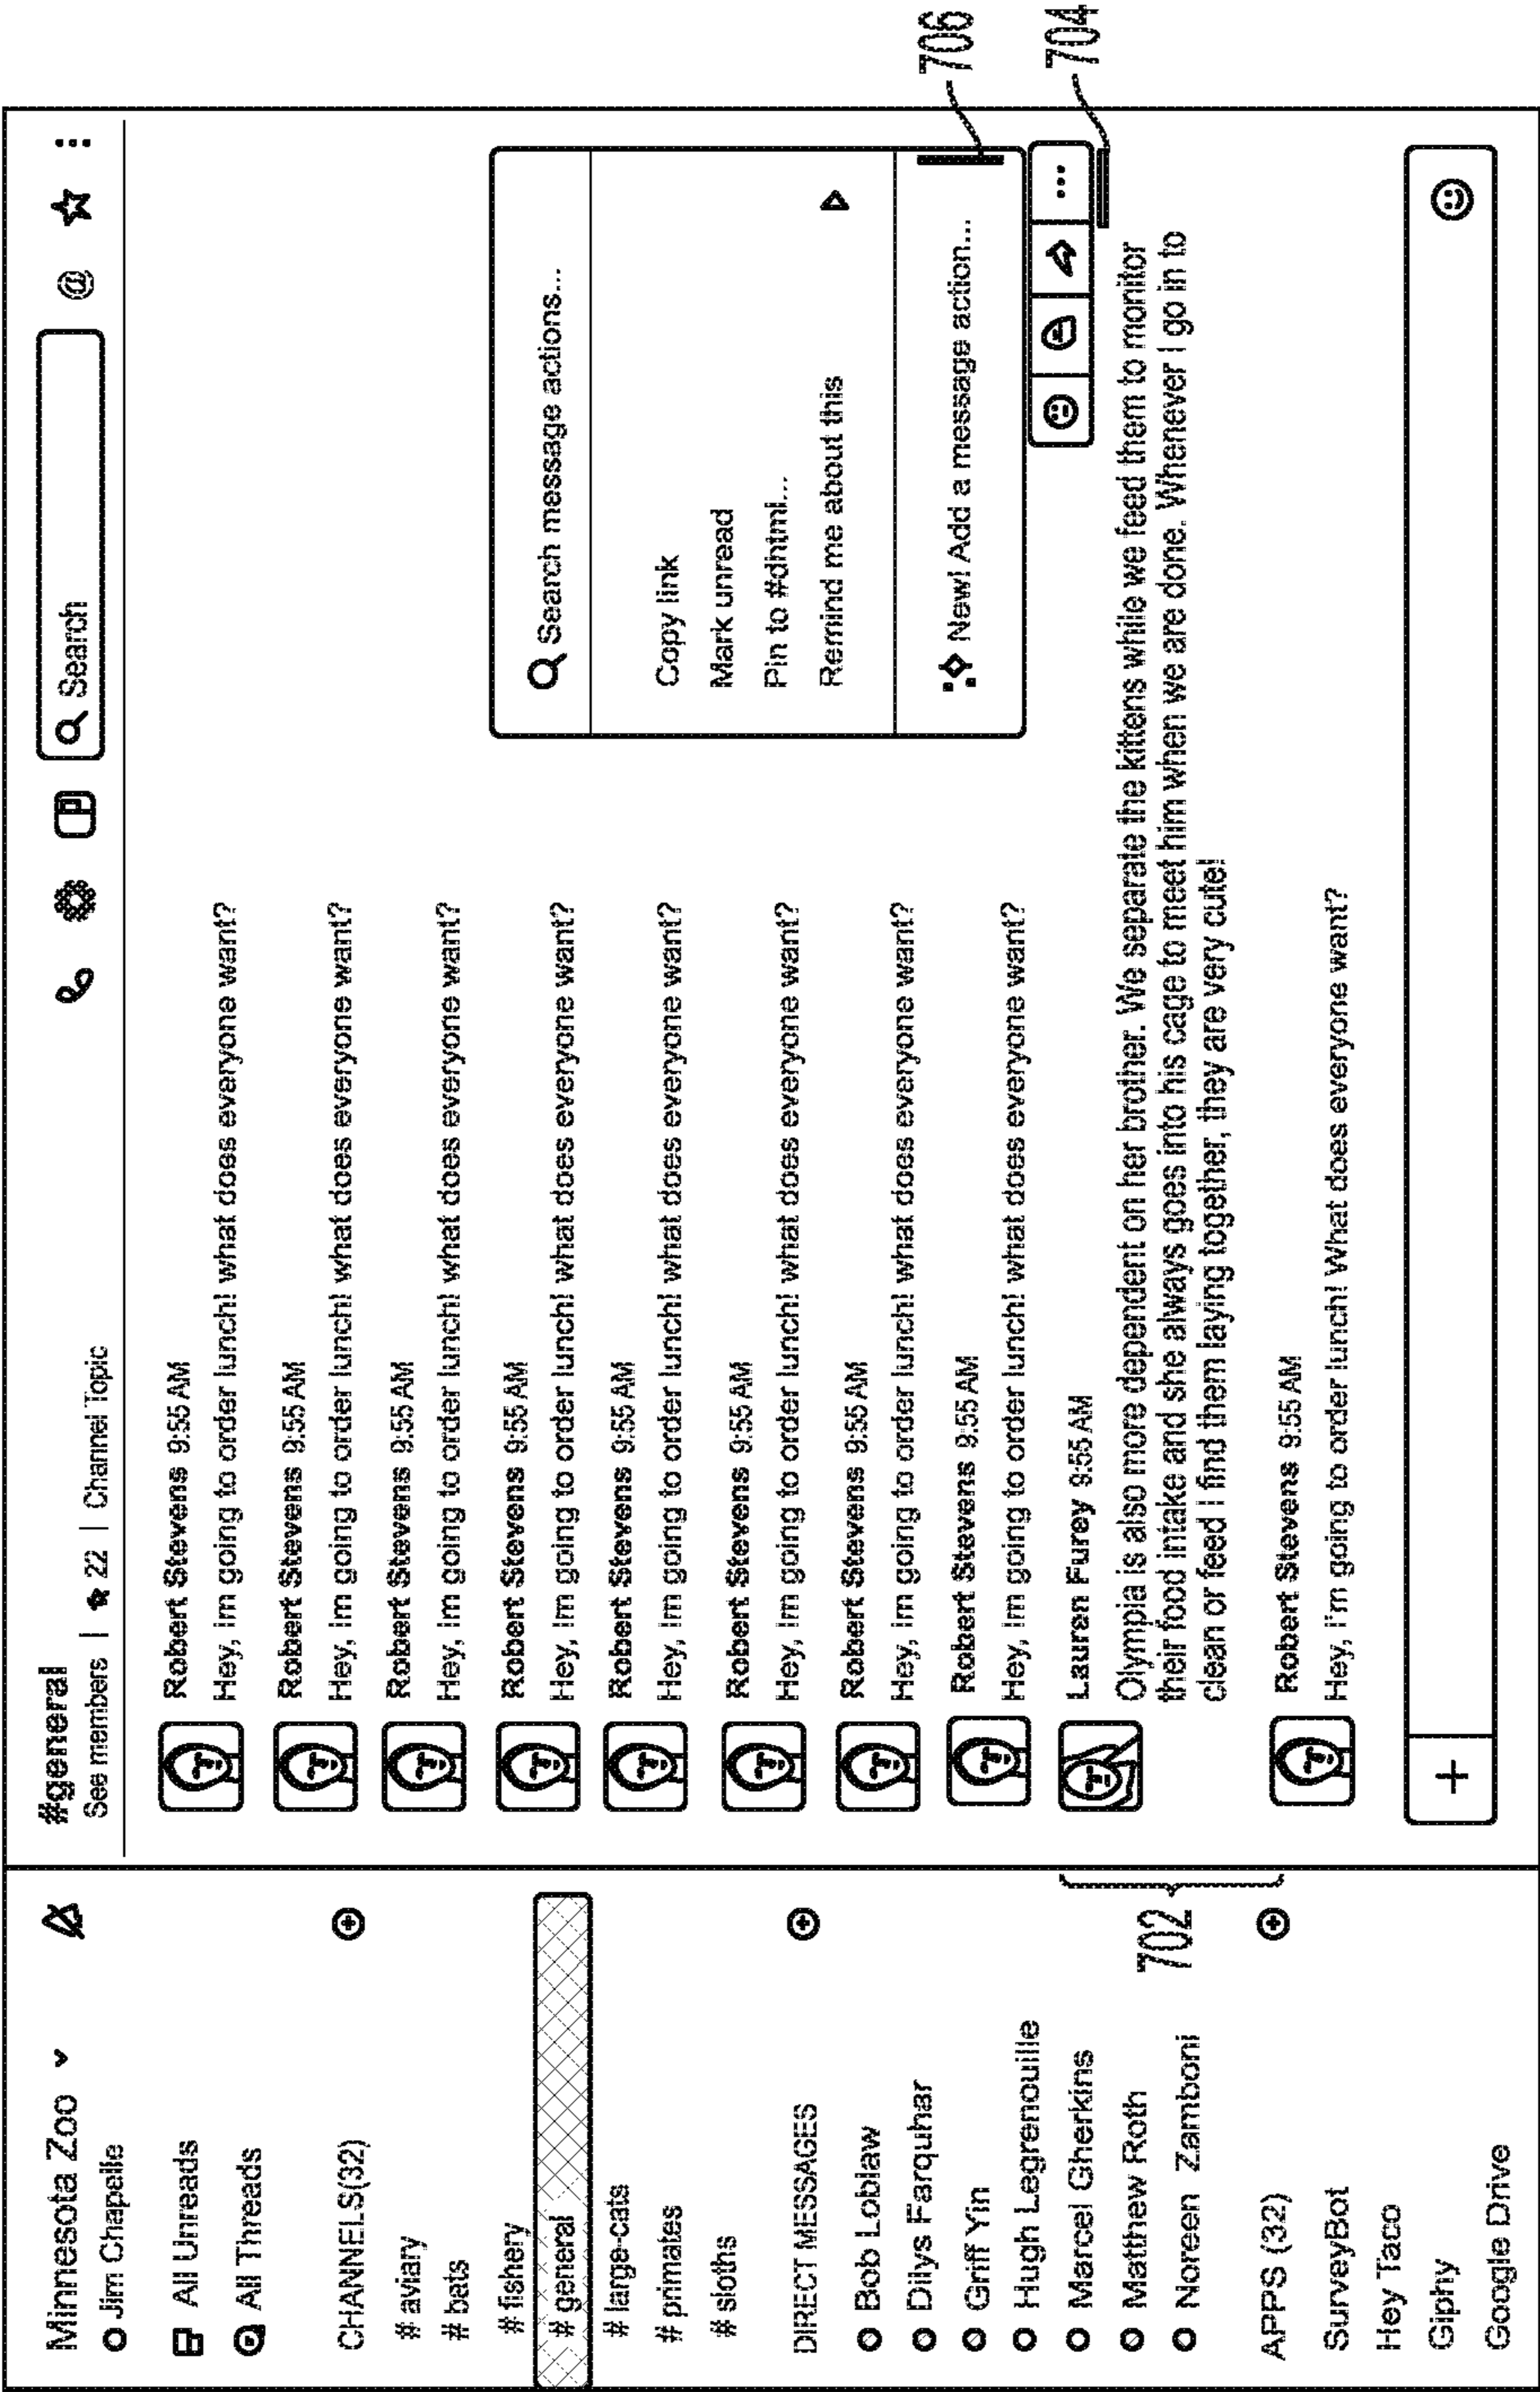 Minnesota Zoo
Jim Chapelle
All Unreads
All Threads
CHANNELS(32)
# aviary
# bats
# fishery
# general
# large-cats
# primates
# sloths
DIRECT MESSAGES
Bob Loblaw
Dilys Farquhar
Griff Yin
Hugh Legrenouille
Marcel Gherkins
Matthew Roth
Noreen Zamboni
APPS (32)
SurveyBot
Hey Taco
Giphy
Google Drive
702
#general
See members | 22 | Channel Topic
Search
@
Robert Stevens 9:55 AM
Hey, im going to order lunch! what does everyone want?
Robert Stevens 9:55 AM
Hey, im going to order lunch! what does everyone want?
Robert Stevens 9:55 AM
Hey, im going to order lunch! what does everyone want?
Robert Stevens 9:55 AM
Hey, im going to order lunch! what does everyone want?
Robert Stevens 9:55 AM
Hey, im going to order lunch! what does everyone want?
Robert Stevens 9:55 AM
Hey, im going to order lunch! what does everyone want?
Robert Stevens 9:55 AM
Hey, im going to order lunch! what does everyone want?
Robert Stevens 9:55 AM
Hey, im going to order lunch! what does everyone want?
Search message actions...
Copy link
Mark unread
Pin to #dhtml...
Remind me about this
New! Add a message action...
706
...
704
Lauren Furey 9:55 AM
Olympia is also more dependent on her brother. We separate the kittens while we feed them to monitor
their food intake and she always goes into his cage to meet him when we are done. Whenever I go in to
clean or feed I find them laying together, they are very cute!
Robert Stevens 9:55 AM
Hey, I'm going to order lunch! What does everyone want?
+